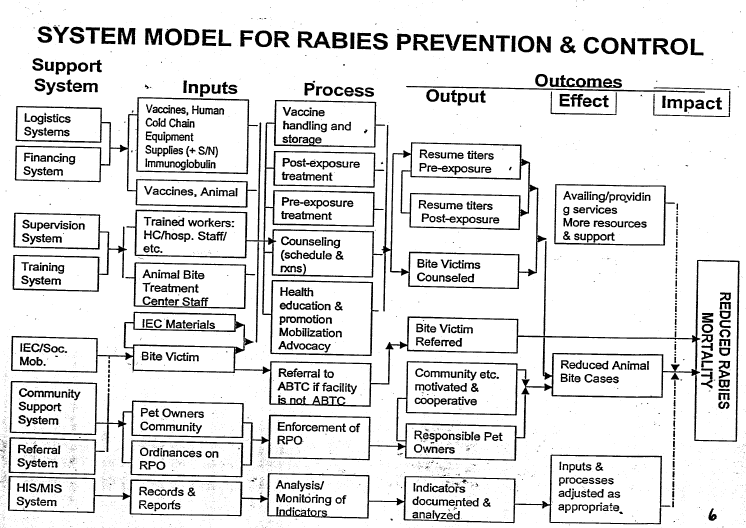 SYSTEM MODEL FOR RABIES PREVENTION & CONTROL
Support
System
Inputs
Process
Outcomes
Output
Effect
Impact
Logistics
Systems
Financing
System
Supervision
System
Training
System
IEC/Soc.
Mob.
Community
Support
System
Referral
System
HIS/MIS
System
Vaccines, Human
Cold Chain
Equipment
Supplies (+ S/N)
Immunoglobulin
Vaccines, Animal
Trained workers:
HC/hosp. Staff/
etc.
Animal Bite
Treatment
Center Staff
IEC Materials
Bite Victim
Pet Owners
Community
Ordinances on
RPO
Records &
Reports
Vaccine
handling and
storage
Post-exposure
treatment
Pre-exposure
treatment
Counseling
(schedule &
rxns)
Health
education &
promotion
Mobilization
Advocacy
Referral to
ABTC if facility
is not ABTC
Enforcement of
RPO
Analysis/
Monitoring of
Indicators
Resume titers
Pre-exposure
Resume titers
Post-exposure
Bite Victims
Counseled
Bite Victim
Referred
Community etc.
motivated &
cooperative
Responsible Pet
Owners
Indicators
documented &
analyzed
Availing/providin
g services
More resources
& support
Reduced Animal
Bite Cases
Inputs &
processes
adjusted as
appropriate
REDUCED RABIES
MORTALITY
6